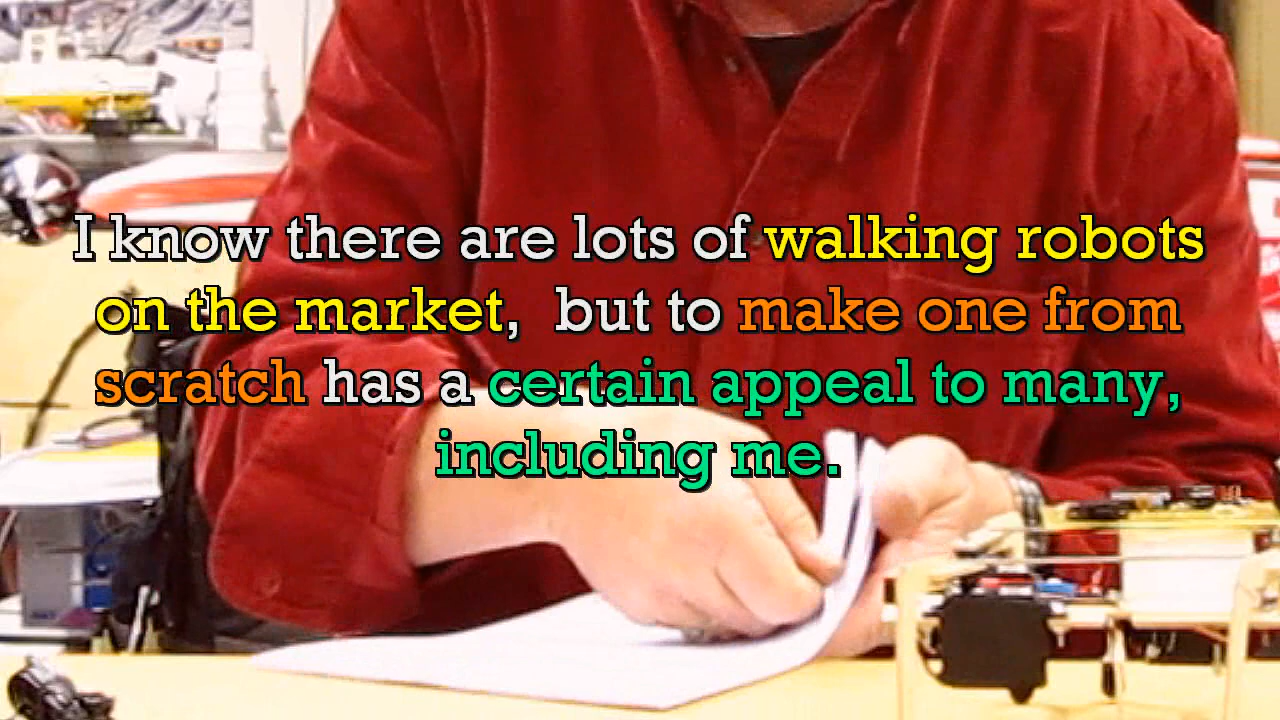 I know there are lots of walking robots
on the market,  but to make one from
scratch has a certain appeal to many,
including me.